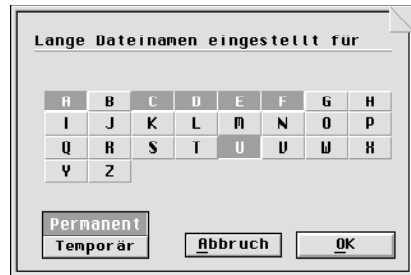 Lange Dateinamen eingestellt für
A B C D E F G H
I J K L M N O P
Q R S T U V W X
Y Z
Permanent
Temporär Abbruch OK